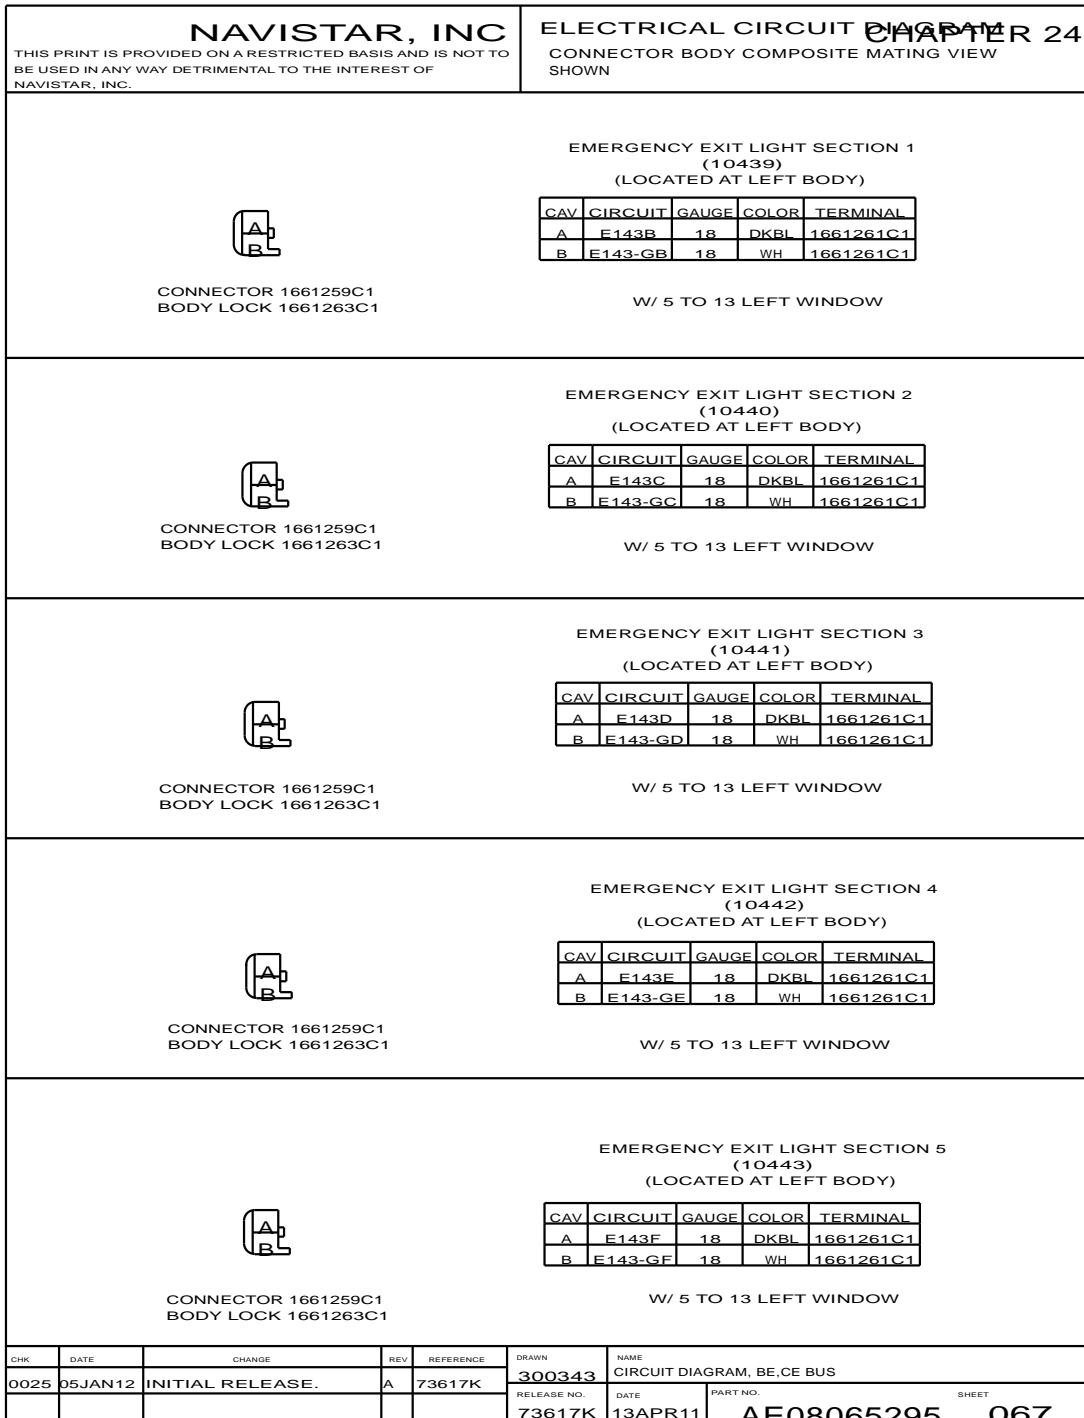 NAVISTAR, INC
THIS PRINT IS PROVIDED ON A RESTRICTED BASIS AND IS NOT TO
BE USED IN ANY WAY DETRIMENTAL TO THE INTEREST OF
NAVISTAR, INC.
ELECTRICAL CIRCUIT DIAGRAM
CHAPTER 24
CONNECTOR BODY COMPOSITE MATING VIEW
SHOWN
EMERGENCY EXIT LIGHT SECTION 1
(10439)
(LOCATED AT LEFT BODY)
CAV CIRCUIT GAUGE COLOR TERMINAL
A E143B 18 DKBL 1661261C1
B E143-GB 18 WH 1661261C1
A
B
CONNECTOR 1661259C1
BODY LOCK 1661263C1
W/ 5 TO 13 LEFT WINDOW
EMERGENCY EXIT LIGHT SECTION 2
(10440)
(LOCATED AT LEFT BODY)
CAV CIRCUIT GAUGE COLOR TERMINAL
A E143C 18 DKBL 1661261C1
B E143-GC 18 WH 1661261C1
A
B
CONNECTOR 1661259C1
BODY LOCK 1661263C1
W/ 5 TO 13 LEFT WINDOW
EMERGENCY EXIT LIGHT SECTION 3
(10441)
(LOCATED AT LEFT BODY)
CAV CIRCUIT GAUGE COLOR TERMINAL
A E143D 18 DKBL 1661261C1
B E143-GD 18 WH 1661261C1
A
B
CONNECTOR 1661259C1
BODY LOCK 1661263C1
W/ 5 TO 13 LEFT WINDOW
EMERGENCY EXIT LIGHT SECTION 4
(10442)
(LOCATED AT LEFT BODY)
CAV CIRCUIT GAUGE COLOR TERMINAL
A E143E 18 DKBL 1661261C1
B E143-GE 18 WH 1661261C1
A
B
CONNECTOR 1661259C1
BODY LOCK 1661263C1
W/ 5 TO 13 LEFT WINDOW
EMERGENCY EXIT LIGHT SECTION 5
(10443)
(LOCATED AT LEFT BODY)
CAV CIRCUIT GAUGE COLOR TERMINAL
A E143F 18 DKBL 1661261C1
B E143-GF 18 WH 1661261C1
A
B
CONNECTOR 1661259C1
BODY LOCK 1661263C1
W/ 5 TO 13 LEFT WINDOW
CHK DATE CHANGE REV REFERENCE
0025 05JAN12 INITIAL RELEASE. A 73617K
DRAWN
300343
NAME
CIRCUIT DIAGRAM, BE,CE BUS
RELEASE NO.
73617K
DATE
13APR11
PART NO.
AE08065295
SHEET
067